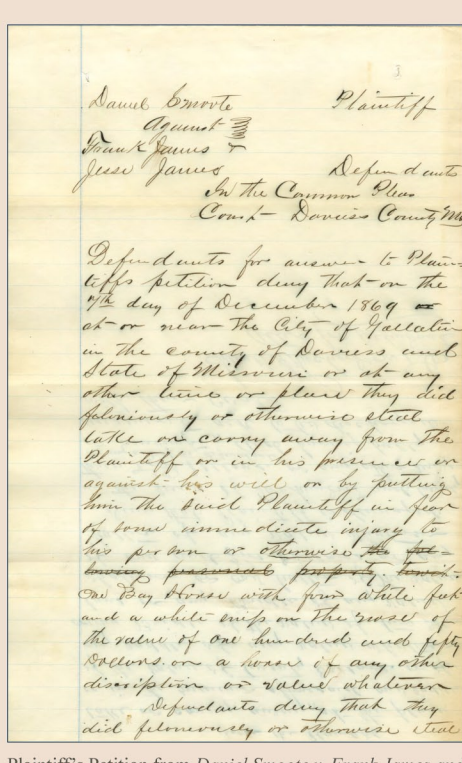 Daniel Smoote Plaintiff
Against
Frank James &
Jesse James Defendants
In the Common Pleas
Court Daviess County Mo
Defendants for answer to Plain=
tiffs petition deny that on the
7th day of December 1869
at or near the City of Gallatin
in the county of Daviess and
State of Missouri or at any
other time or place they did
feloniously or otherwise steal
take or carry away from the
Plaintiff or in his presence or
against his will or by putting
him the said Plaintiff in fear
of some immediate injury to
his person or otherwise the fol=
lowing personal property towit.
One Bay Horse with four white feet
and a white snip on the nose of
the value of one hundred and fifty
Dollars. or a horse of any other
discription or value whatever
Defendants deny that they
did feloneously or otherwise steal
Plaintiff's Petition from Daniel Smoote v. Frank James and